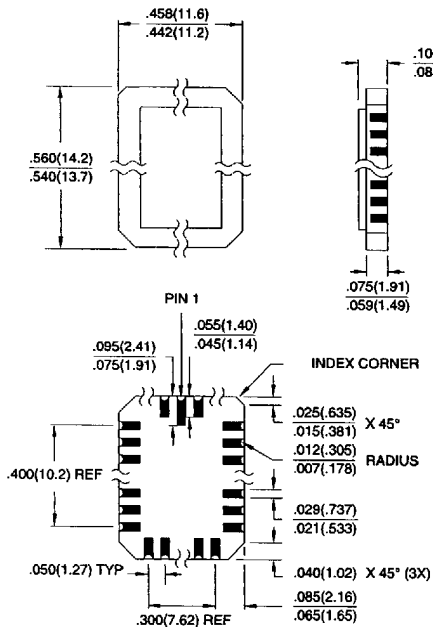 .458(11.6)
.442(11.2)
.10
.08
.560(14.2)
.540(13.7)
.075(1.91)
.059(1.49)
PIN 1
.055(1.40)
.045(1.14)
.095(2.41)
.075(1.91)
INDEX CORNER
.025(.635)
.015(.381)
X 45°
.012(.305)
.007(.178)
RADIUS
.400(10.2) REF
.029(.737)
.021(.533)
.050(1.27) TYP
.040(1.02) X 45° (3X)
.085(2.16)
.065(1.65)
.300(7.62) REF